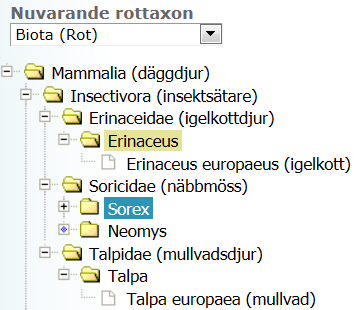 Nuvarande rottaxon
Biota (Rot)
Mammalia (däggdjur)
Insectivora (insektsätare)
Erinaceidae (igelkottdjur)
Erinaceus
Erinaceus europaeus (igelkott)
Soricidae (näbbmöss)
Sorex
Neomys
Talpidae (mullvadsdjur)
Talpa
Talpa europaea (mullvad)